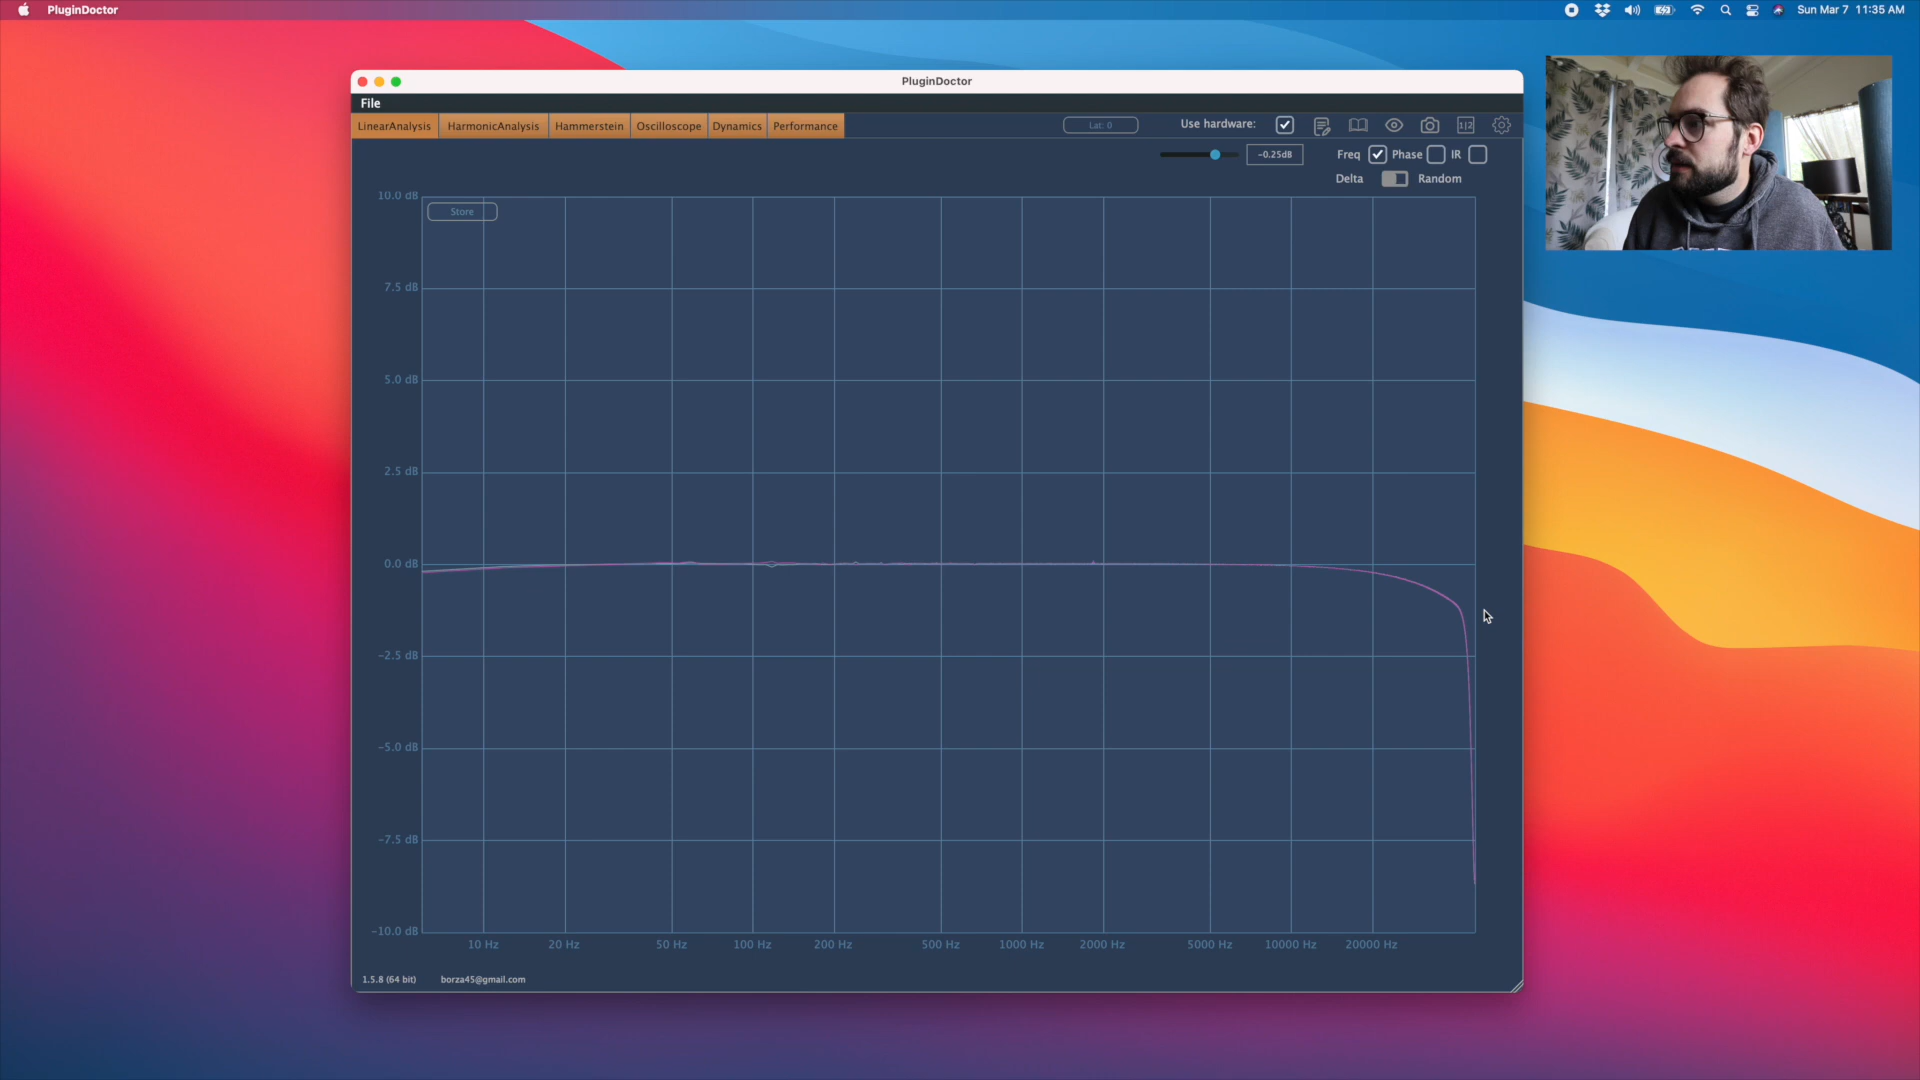 PluginDoctor
Sun Mar 7 11:35 AM
PluginDoctor
File
LinearAnalysis HarmonicAnalysis Hammerstein Oscilloscope Dynamics Performance
Lat: 0
Use hardware:
1|2
-0.25dB
Freq Phase IR
Delta Random
Store
10.0 dB
7.5 dB
5.0 dB
2.5 dB
0.0 dB
-2.5 dB
-5.0 dB
-7.5 dB
-10.0 dB
10 Hz 20 Hz 50 Hz 100 Hz 200 Hz 500 Hz 1000 Hz 2000 Hz 5000 Hz 10000 Hz 20000 Hz
1.5.8 (64 bit) borza45@gmail.com